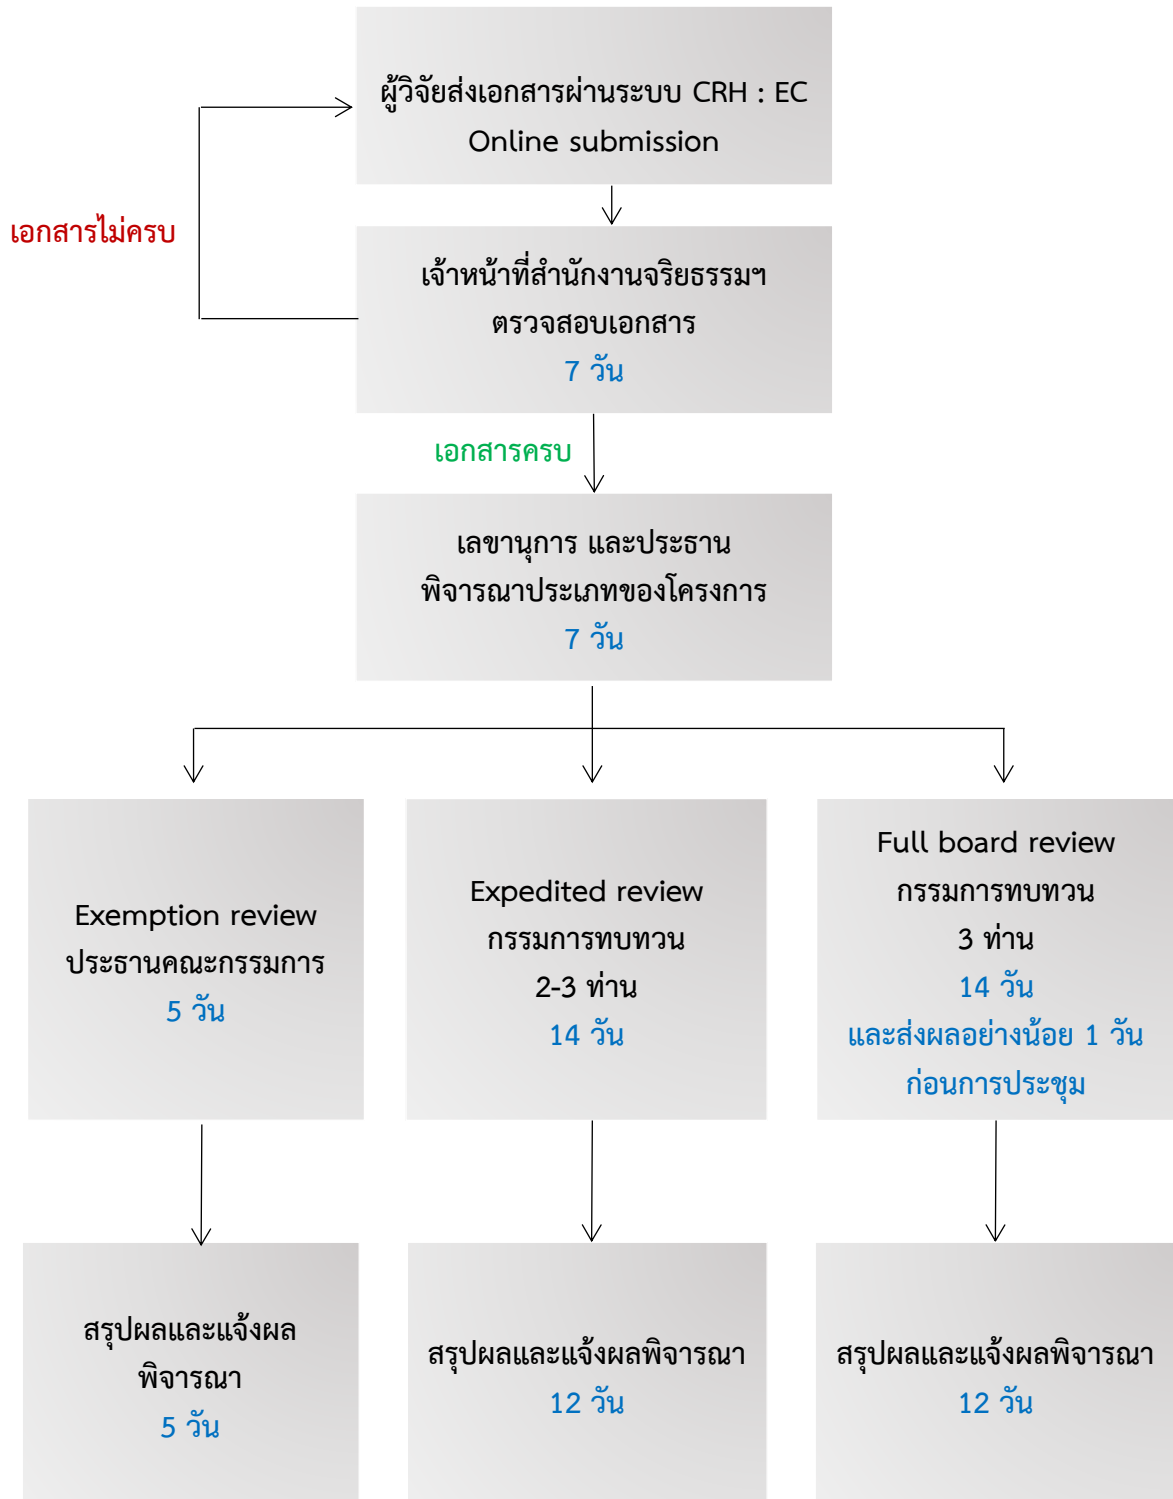 ผู้วิจัยส่งเอกสารผ่านระบบ CRH : EC
Online submission
เอกสารไม่ครบ
เจ้าหน้าที่สำนักงานจริยธรรมฯ
ตรวจสอบเอกสาร
7 วัน
เอกสารครบ
เลขานุการ และประธาน
พิจารณาประเภทของโครงการ
7 วัน
Exemption review
ประธานคณะกรรมการ
5 วัน
Expedited review
กรรมการทบทวน
2-3 ท่าน
14 วัน
Full board review
กรรมการทบทวน
3 ท่าน
14 วัน
และส่งผลอย่างน้อย 1 วัน
ก่อนการประชุม
สรุปผลและแจ้งผล
พิจารณา
5 วัน
สรุปผลและแจ้งผลพิจารณา
12 วัน
สรุปผลและแจ้งผลพิจารณา
12 วัน